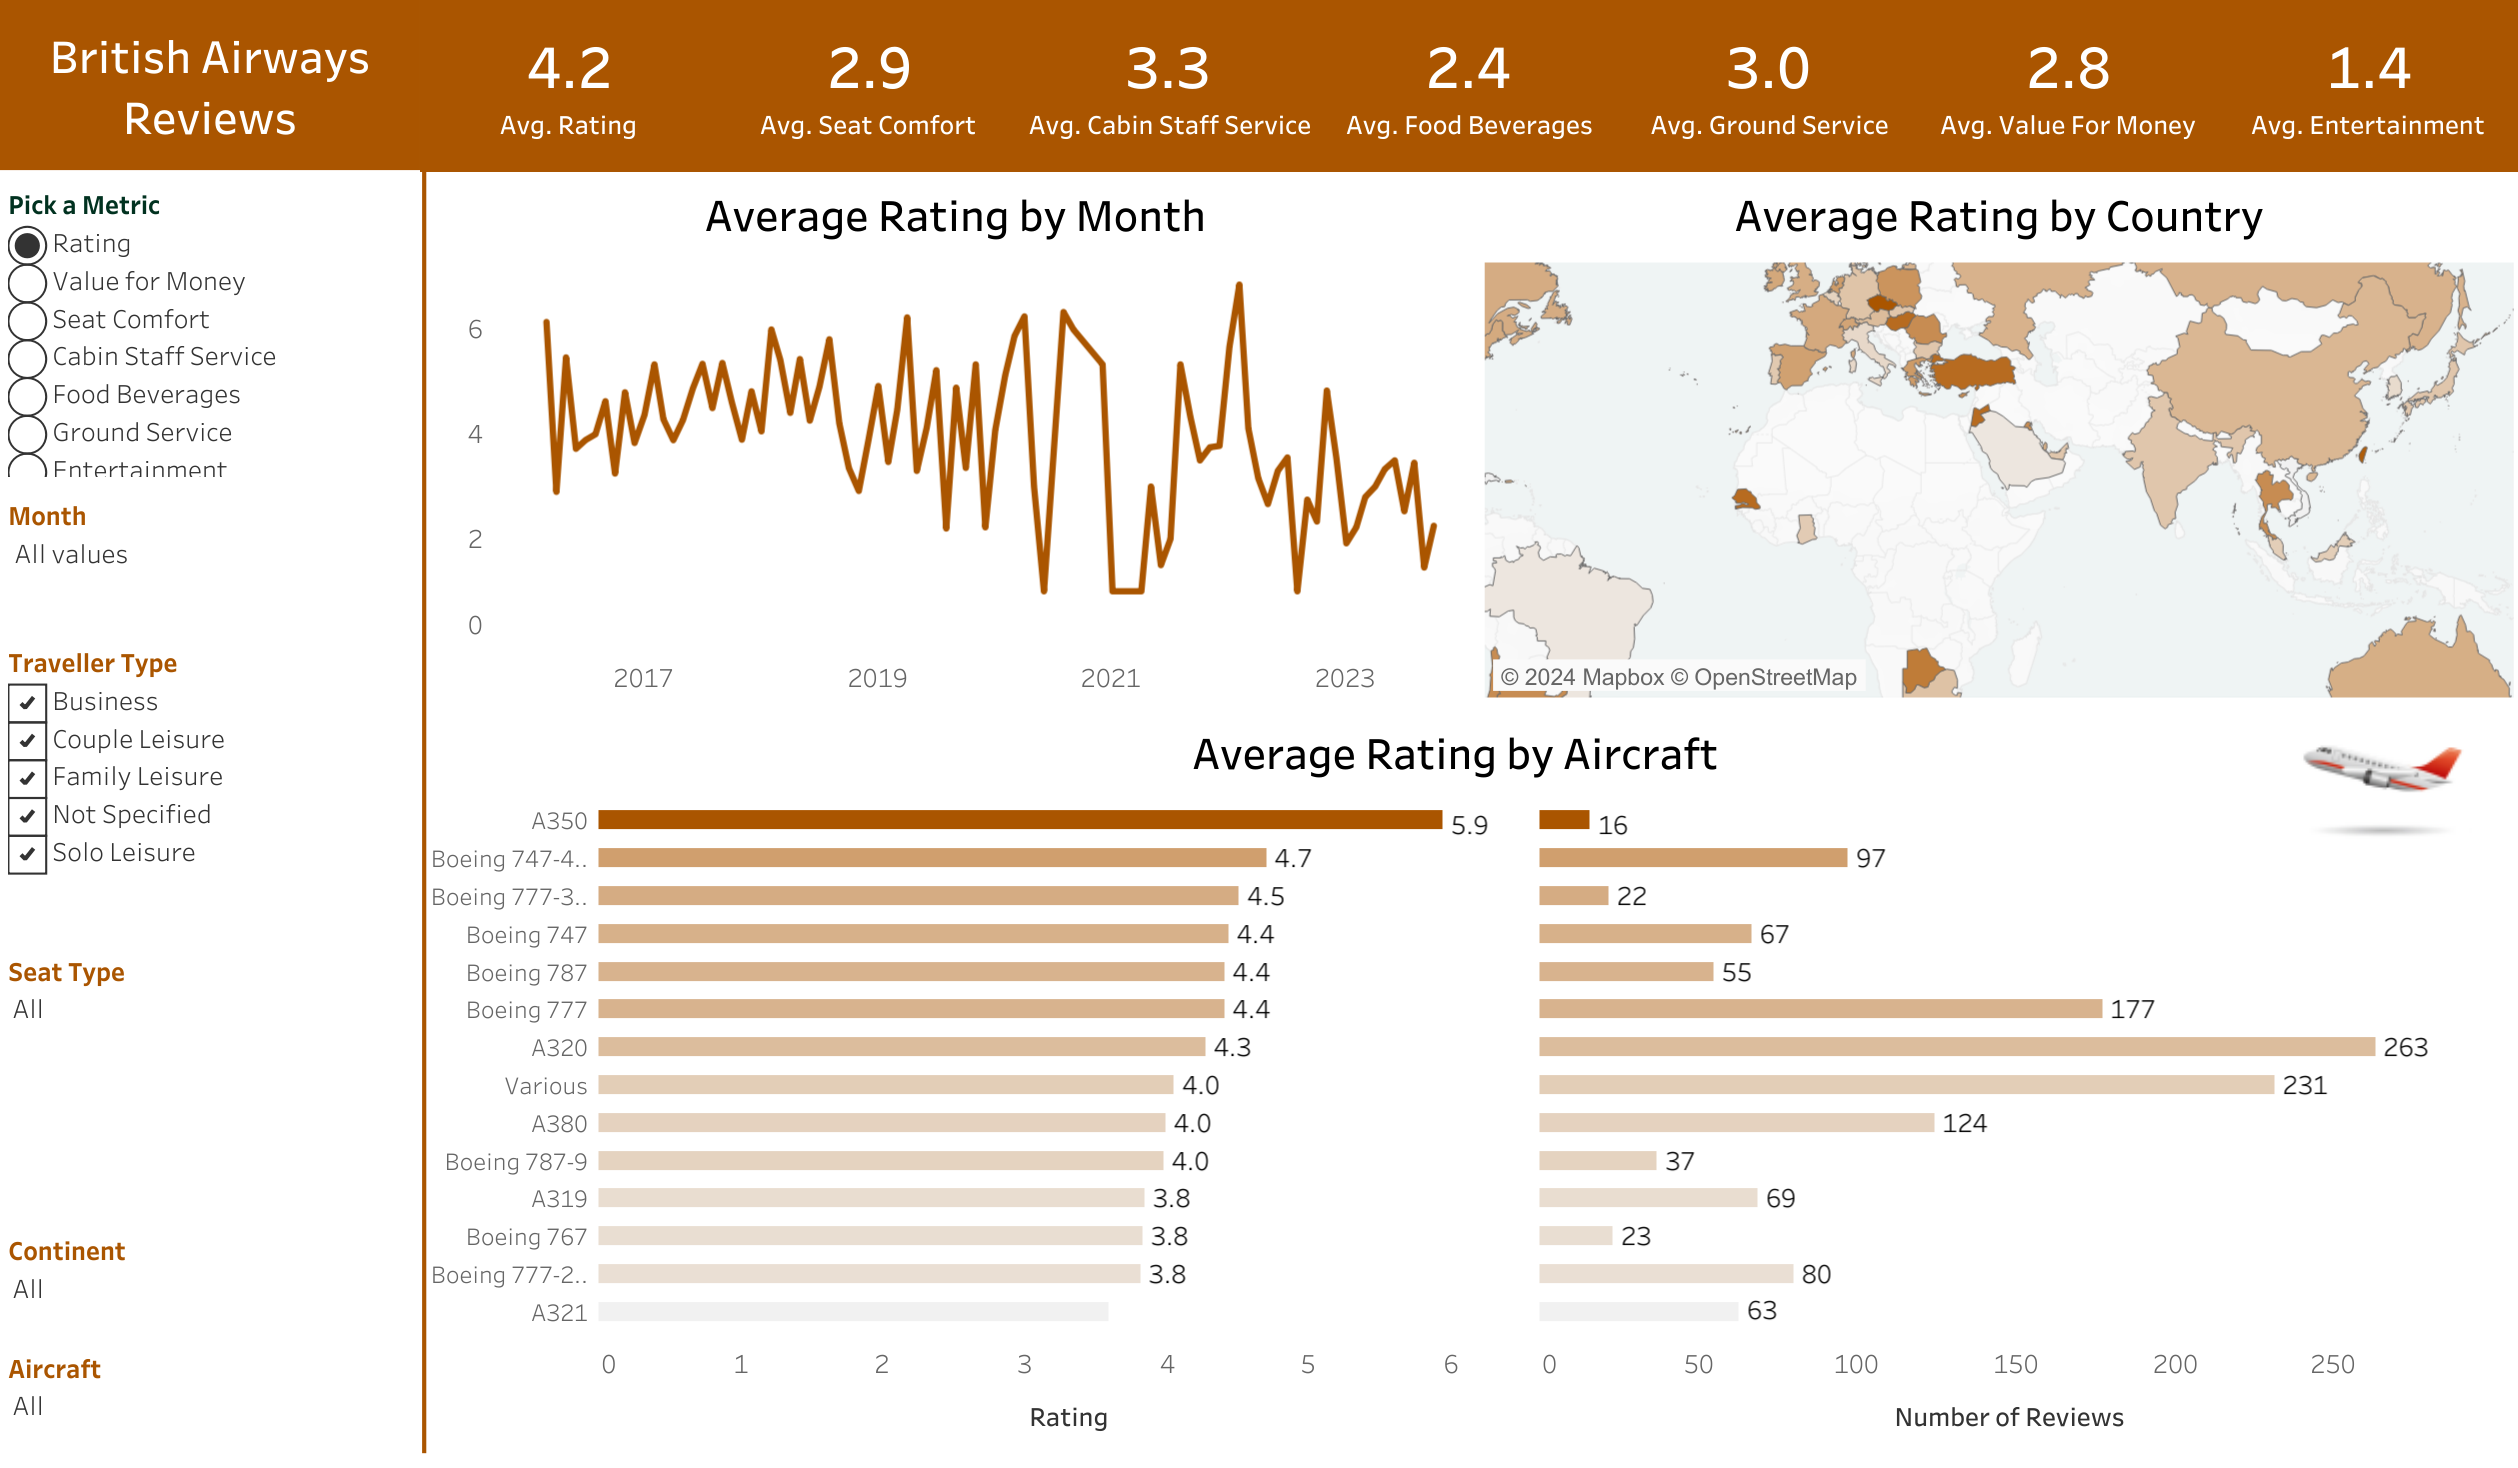 British Airways
Reviews
4.2
Avg. Rating
2.9
Avg. Seat Comfort
3.3
Avg. Cabin Staff Service
2.4
Avg. Food Beverages
3.0
Avg. Ground Service
2.8
Avg. Value For Money
1.4
Avg. Entertainment
Pick a Metric
Rating
Value for Money
Seat Comfort
Cabin Staff Service
Food Beverages
Ground Service
Entertainment
Month
All values
Traveller Type
Business
Couple Leisure
Family Leisure
Not Specified
Solo Leisure
Seat Type
All
Continent
All
Aircraft
All
Average Rating by Month
6
4
2
0
2017 2019 2021 2023
Average Rating by Country
© 2024 Mapbox © OpenStreetMap
Average Rating by Aircraft
A350 5.9 16
Boeing 747-4.. 4.7 97
Boeing 777-3.. 4.5 22
Boeing 747 4.4 67
Boeing 787 4.4 55
Boeing 777 4.4 177
A320 4.3 263
Various 4.0 231
A380 4.0 124
Boeing 787-9 4.0 37
A319 3.8 69
Boeing 767 3.8 23
Boeing 777-2.. 3.8 80
A321 63
0 1 2 3 4 5 6 0 50 100 150 200 250
Rating Number of Reviews